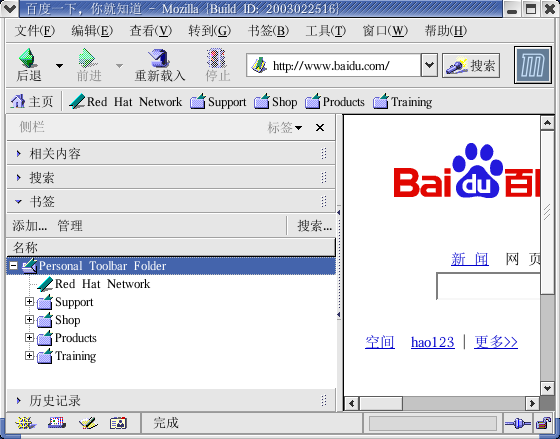 百度一下，你就知道 - Mozilla {Build ID: 2003022516}
文件(F) 编辑(E) 查看(V) 转到(G) 书签(B) 工具(T) 窗口(W) 帮助(H)
后退 前进 重新载入 停止 http://www.baidu.com/ 搜索
主页 Red Hat Network Support Shop Products Training
侧栏 标签
相关内容
搜索
书签
添加... 管理 搜索...
名称
Personal Toolbar Folder
Red Hat Network
Support
Shop
Products
Training
历史记录
Bai du 百
新 闻 网 页
空间 hao123 | 更多>>
完成